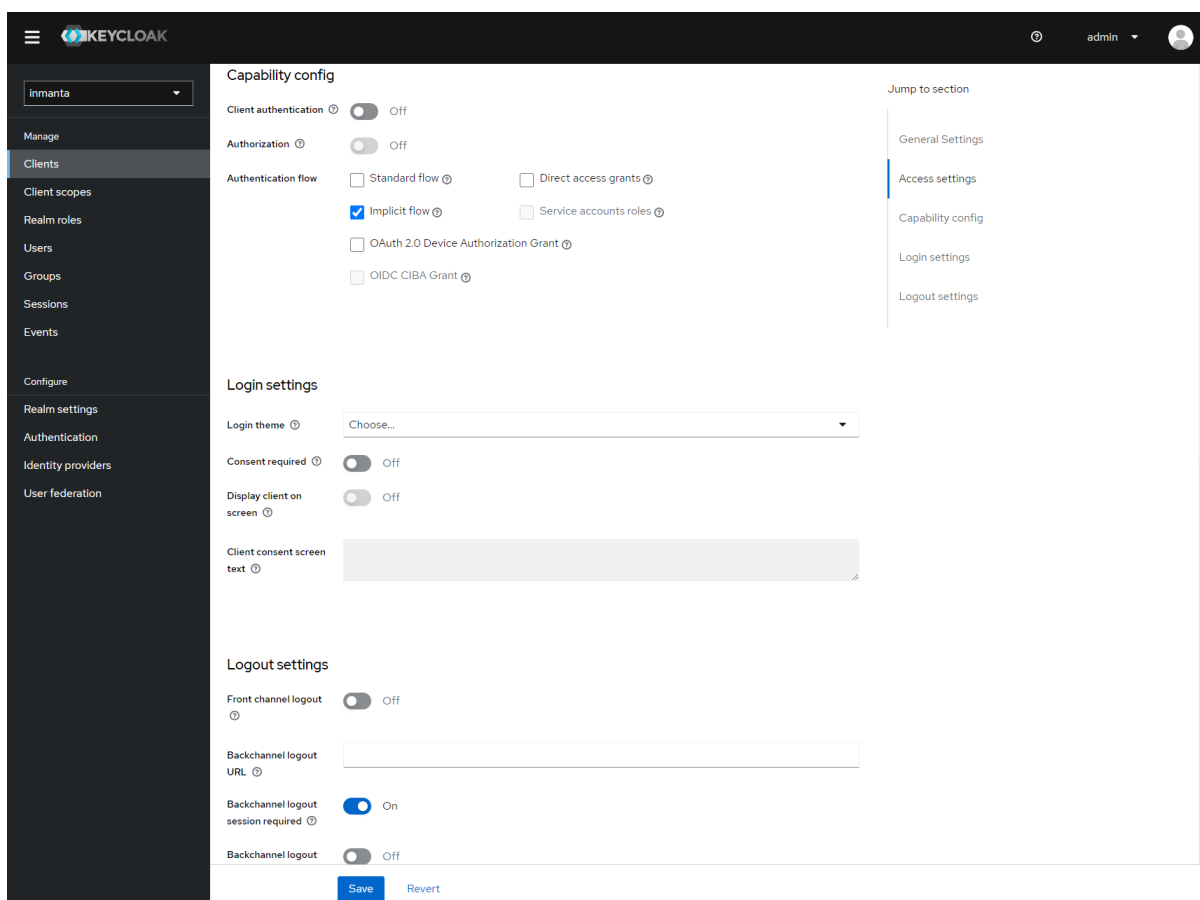 KEYCLOAK
admin
inmanta
Manage
Clients
Client scopes
Realm roles
Users
Groups
Sessions
Events
Configure
Realm settings
Authentication
Identity providers
User federation
Capability config
Client authentication Off
Authorization Off
Authentication flow
Standard flow Direct access grants
Implicit flow Service accounts roles
OAuth 2.0 Device Authorization Grant
OIDC CIBA Grant
Login settings
Login theme Choose...
Consent required Off
Display client on
screen Off
Client consent screen
text
Logout settings
Front channel logout Off
Backchannel logout
URL
Backchannel logout
session required On
Backchannel logout Off
Save Revert
Jump to section
General Settings
Access settings
Capability config
Login settings
Logout settings